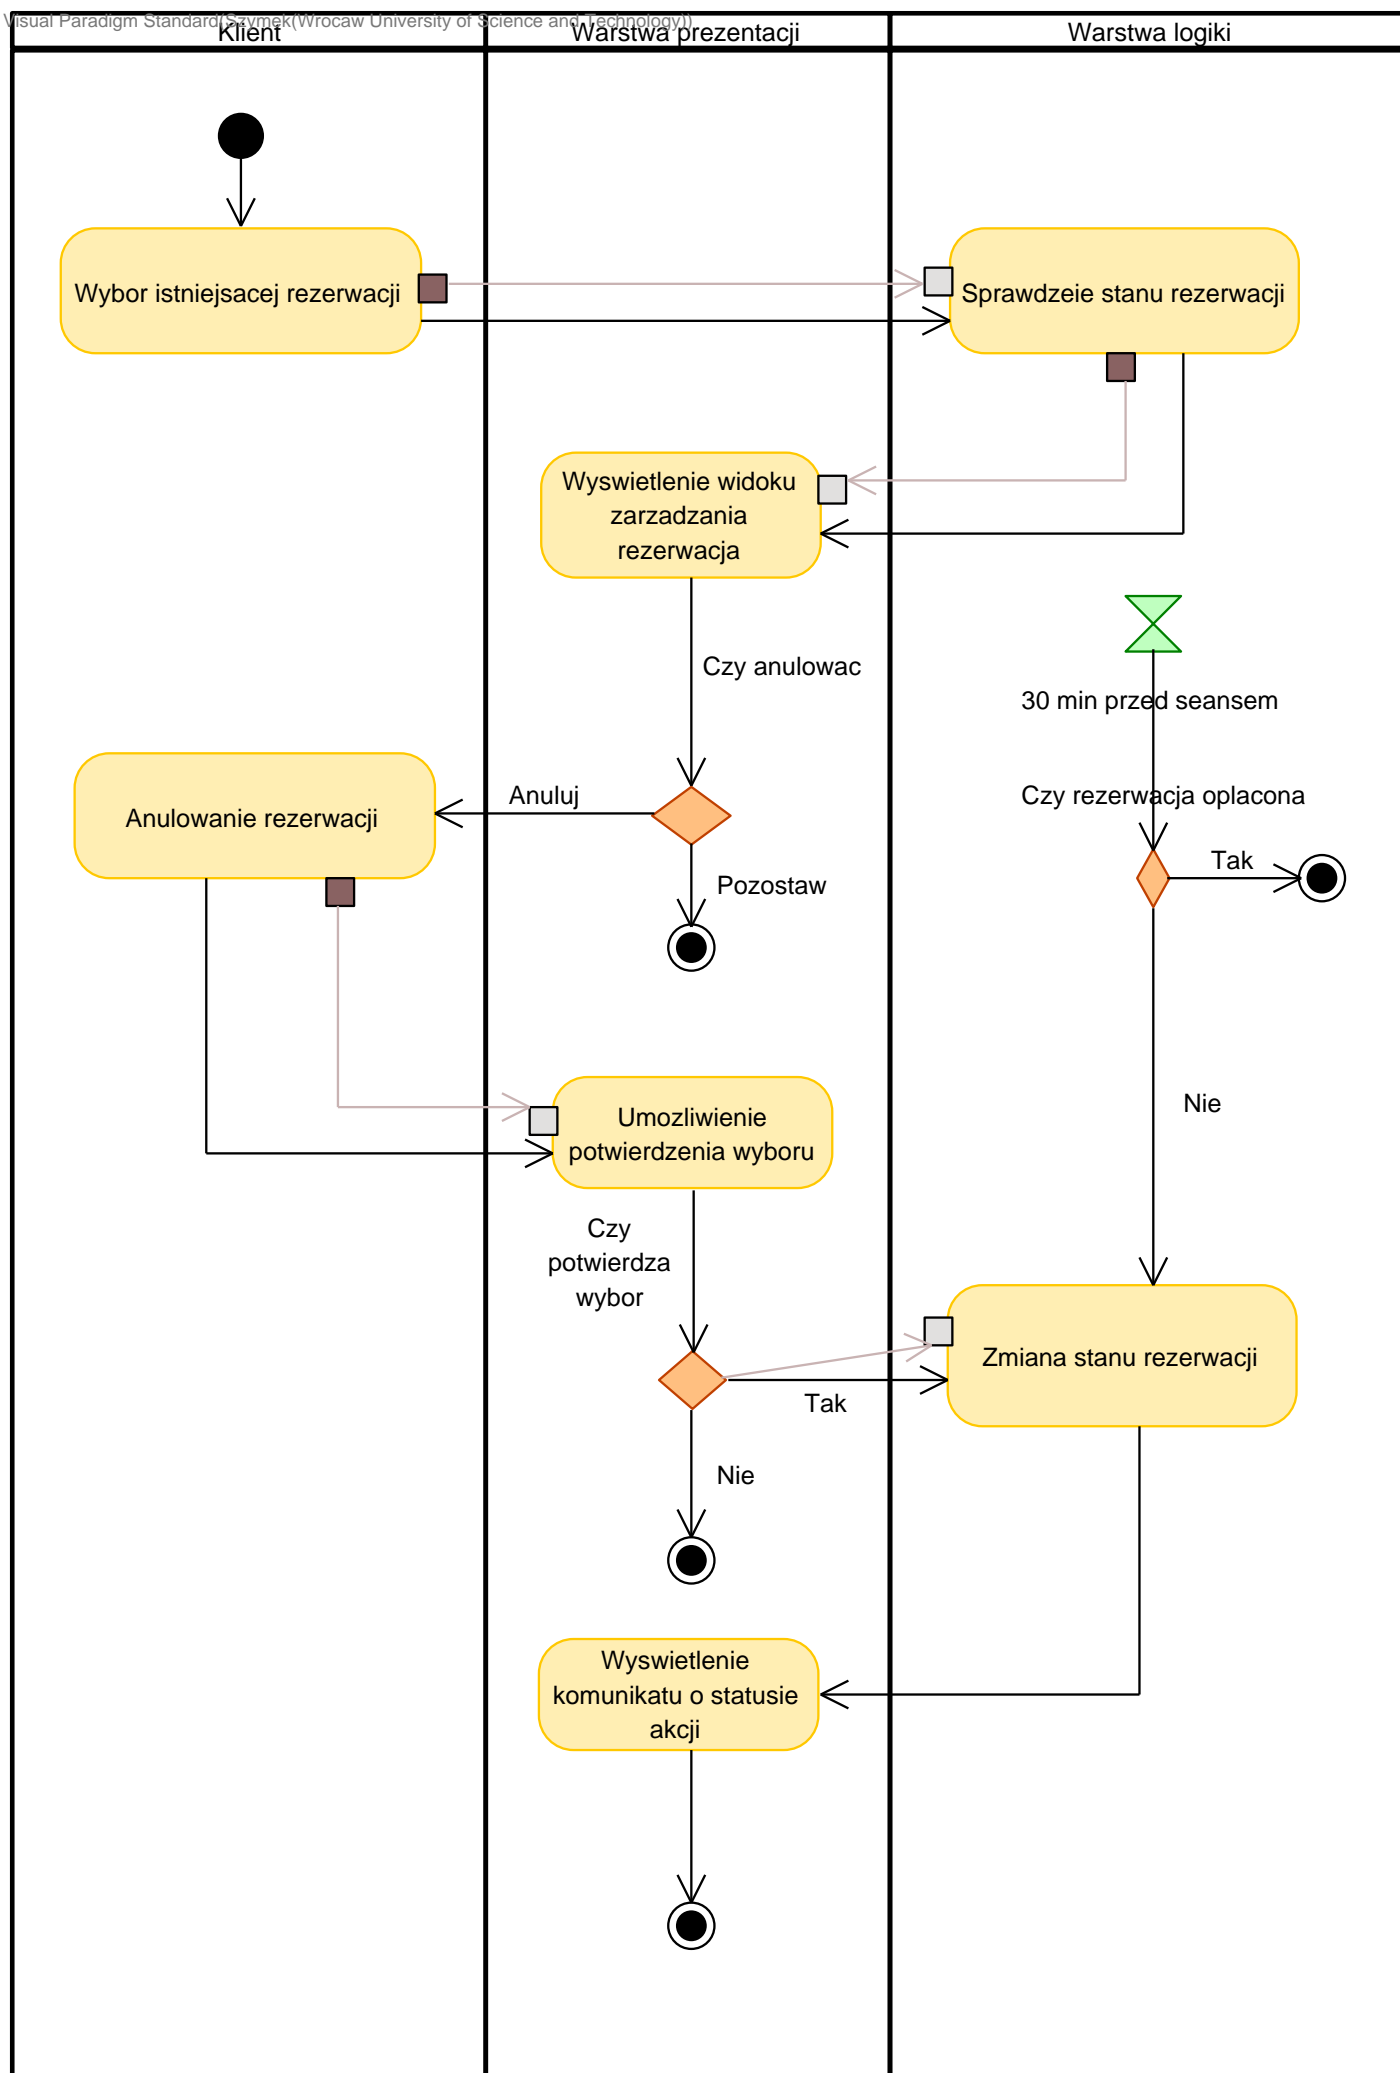 Visual Paradigm Standard(Szymek(Wrocaw University of Science and Technology))
Klient
Warstwa prezentacji
Warstwa logiki
Wybor istniejsacej rezerwacji
Sprawdzeie stanu rezerwacji
Wyswietlenie widoku
zarzadzania
rezerwacja
Czy anulowac
30 min przed seansem
Anuluj
Czy rezerwacja oplacona
Anulowanie rezerwacji
Tak
Pozostaw
Nie
Umozliwienie
potwierdzenia wyboru
Czy
potwierdza
wybor
Zmiana stanu rezerwacji
Tak
Nie
Wyswietlenie
komunikatu o statusie
akcji